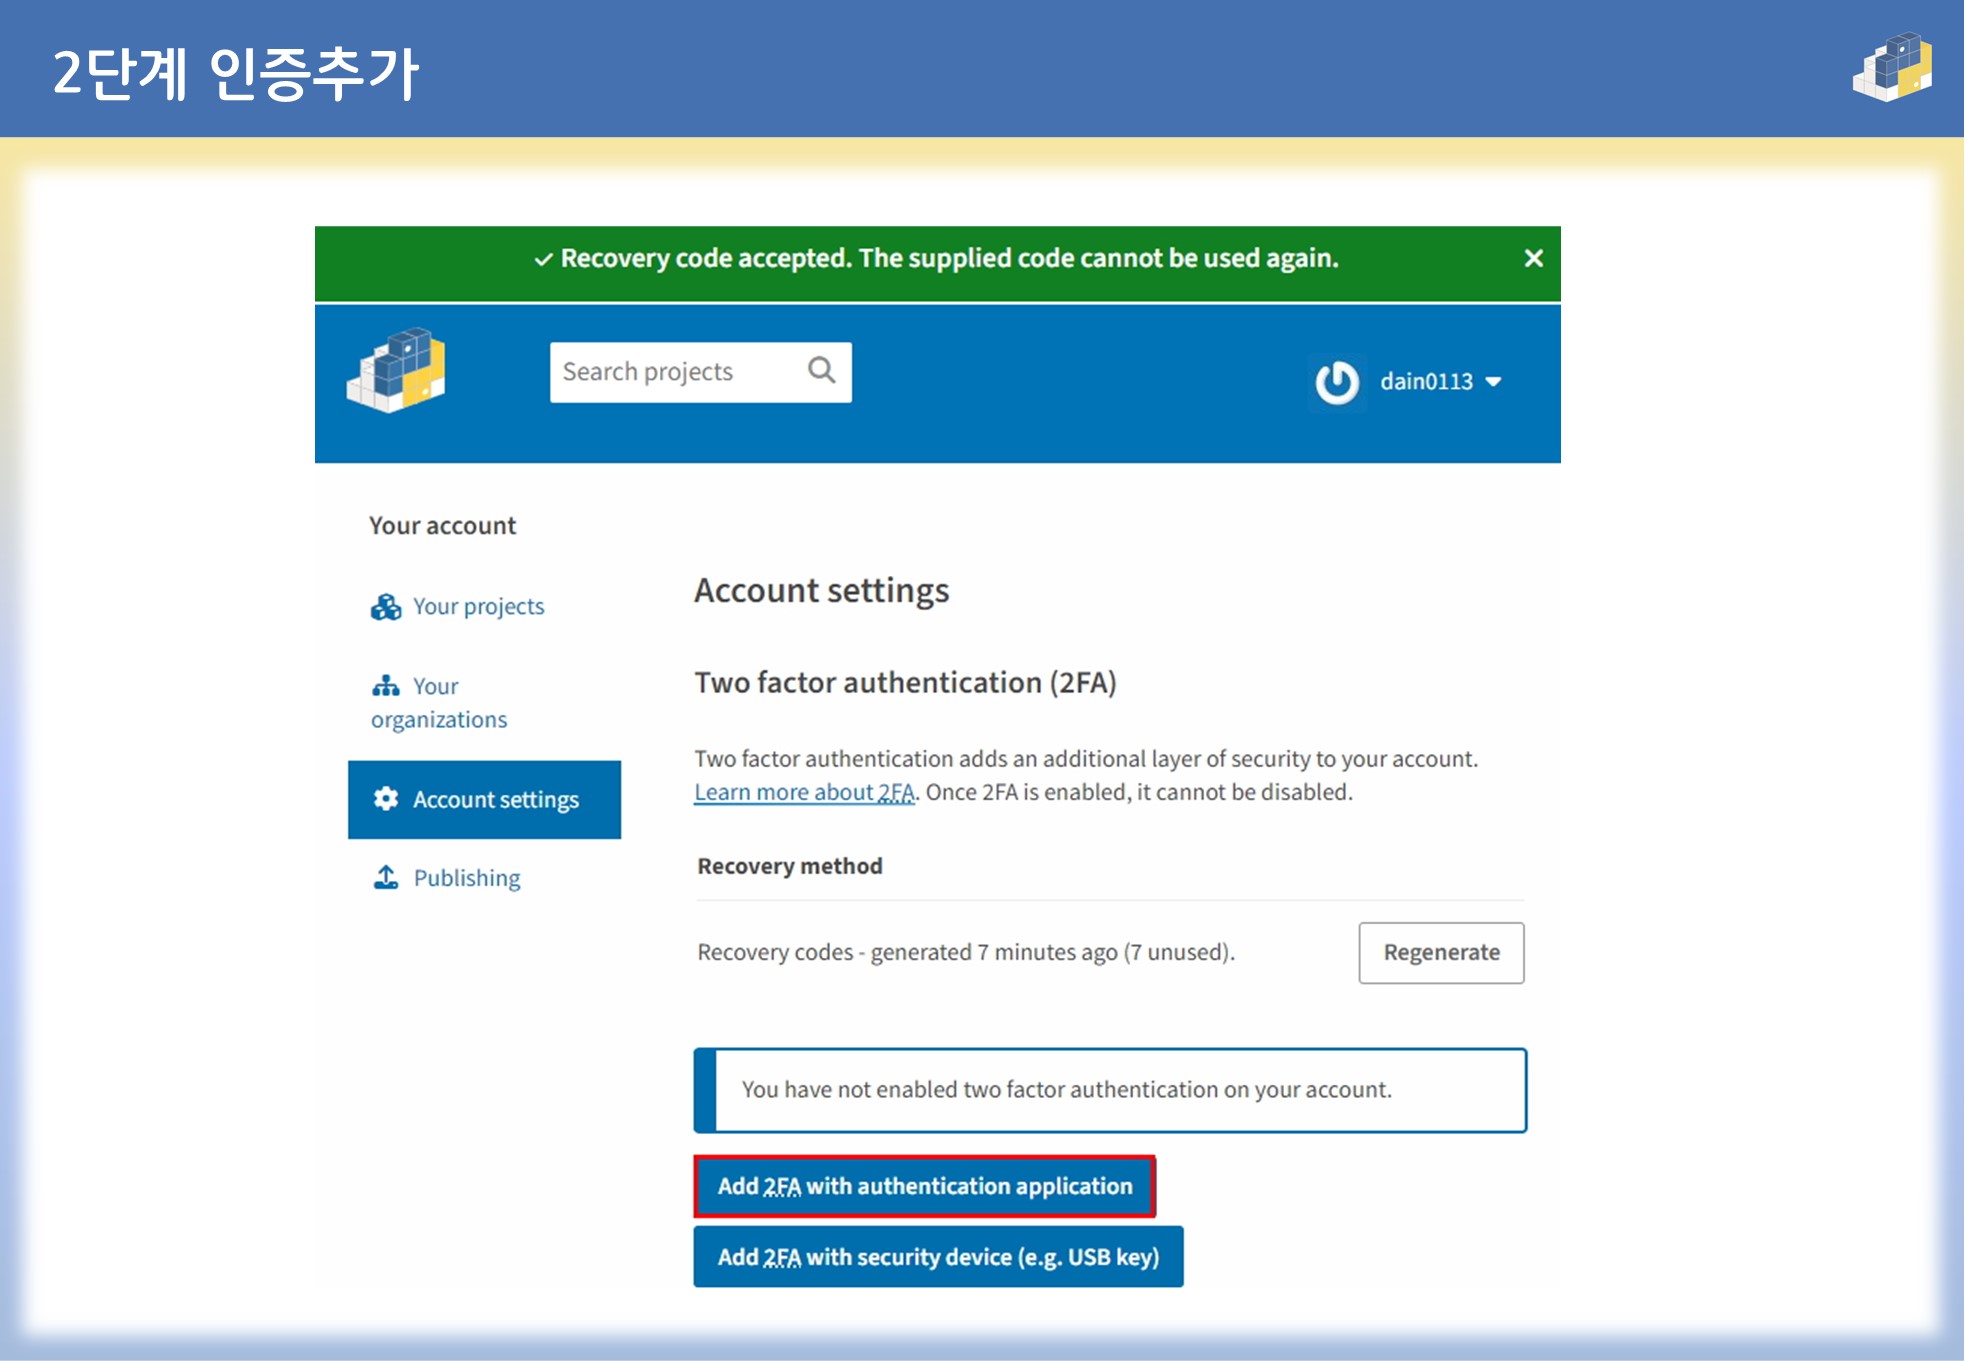 2단계 인증추가
Recovery code accepted. The supplied code cannot be used again.
Search projects
dain0113
Your account
Your projects
Your
organizations
Account settings
Publishing
Account settings
Two factor authentication (2FA)
Two factor authentication adds an additional layer of security to your account.
Learn more about 2FA. Once 2FA is enabled, it cannot be disabled.
Recovery method
Recovery codes - generated 7 minutes ago (7 unused).
Regenerate
You have not enabled two factor authentication on your account.
Add 2FA with authentication application
Add 2FA with security device (e.g. USB key)